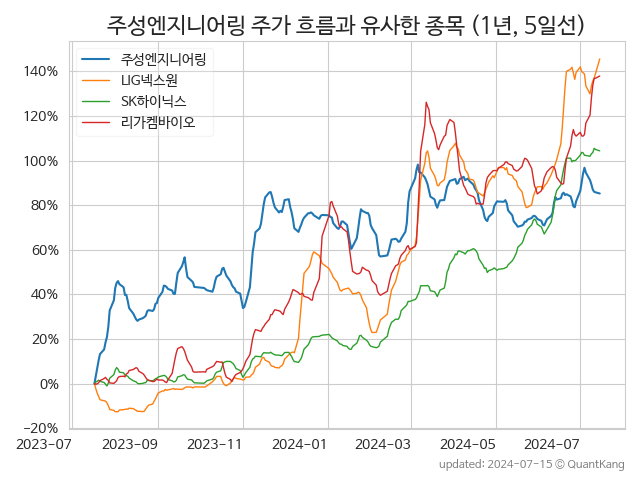 주성엔지니어링 주가 흐름과 유사한 종목 (1년, 5일선)
주성엔지니어링
LIG넥스원
SK하이닉스
리가켐바이오
140%
120%
100%
80%
60%
40%
20%
0%
−20%
2023-07 2023-09 2023-11 2024-01 2024-03 2024-05 2024-07
updated: 2024-07-15 © QuantKang